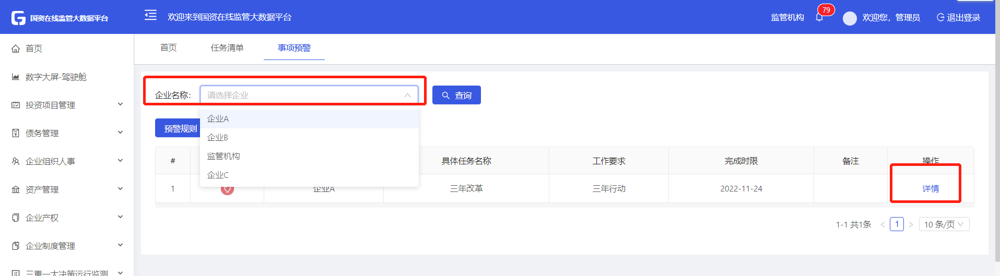 国资在线监管大数据平台
欢迎来到国资在线监管大数据平台
监管机构
79
欢迎您，管理员
退出登录
首页
数字大屏-驾驶舱
投资项目管理
债务管理
企业组织人事
资产管理
企业产权
企业制度管理
三重一大决策运行监测
首页 任务清单 事项预警
企业名称： 请选择企业 查询
企业A
企业B
监管机构
企业C
预警规则
# 具体任务名称 工作要求 完成时限 备注 操作
1 企业A 三年改革 三年行动 2022-11-24 详情
1-1 共1条 1 10 条/页